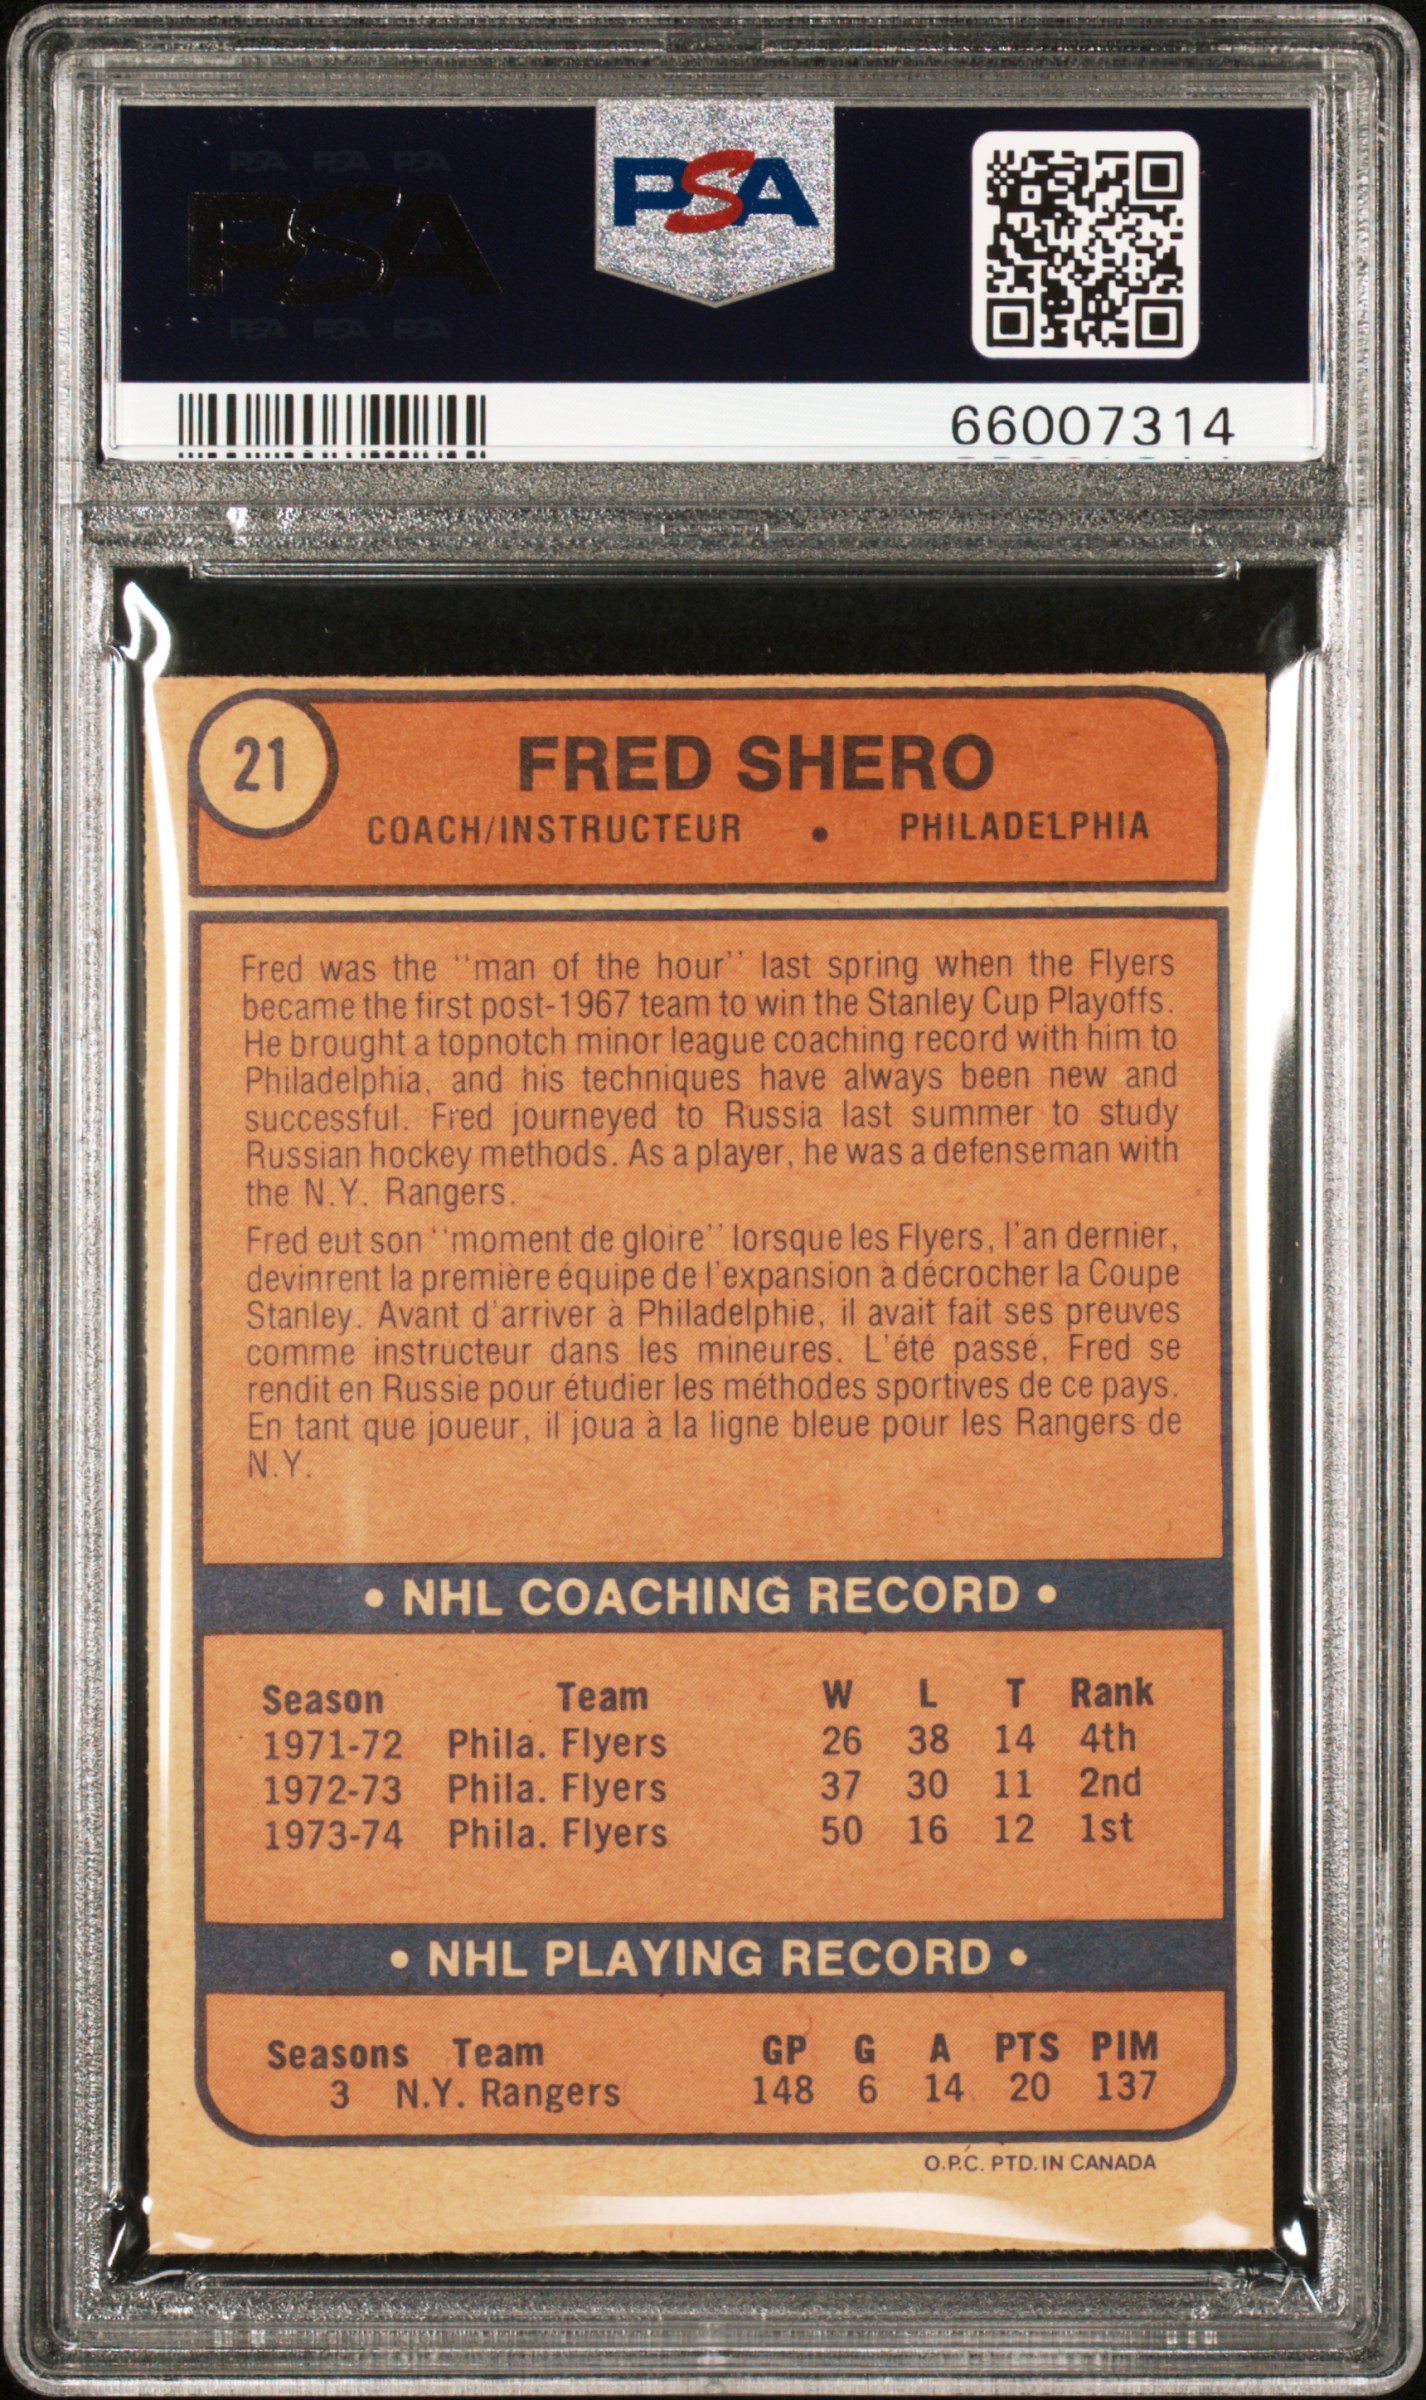 PSA PSA PSA
PSA
PSA PSA PSA
PSA
66007314
21
FRED SHERO
COACH/INSTRUCTEUR • PHILADELPHIA
Fred was the "man of the hour" last spring when the Flyers
became the first post-1967 team to win the Stanley Cup Playoffs.
He brought a topnotch minor league coaching record with him to
Philadelphia, and his techniques have always been new and
successful. Fred journeyed to Russia last summer to study
Russian hockey methods. As a player, he was a defenseman with
the N.Y. Rangers.
Fred eut son "moment de gloire" lorsque les Flyers, l'an dernier,
devinrent la première équipe de l'expansion à décrocher la Coupe
Stanley. Avant d'arriver à Philadelphie, il avait fait ses preuves
comme instructeur dans les mineures. L'été passé, Fred se
rendit en Russie pour étudier les méthodes sportives de ce pays.
En tant que joueur, il joua à la ligne bleue pour les Rangers de
N.Y.
• NHL COACHING RECORD •
Season Team W L T Rank
1971-72 Phila. Flyers 26 38 14 4th
1972-73 Phila. Flyers 37 30 11 2nd
1973-74 Phila. Flyers 50 16 12 1st
• NHL PLAYING RECORD •
Seasons Team GP G A PTS PIM
3 N.Y. Rangers 148 6 14 20 137
O.P.C. PTD. IN CANADA